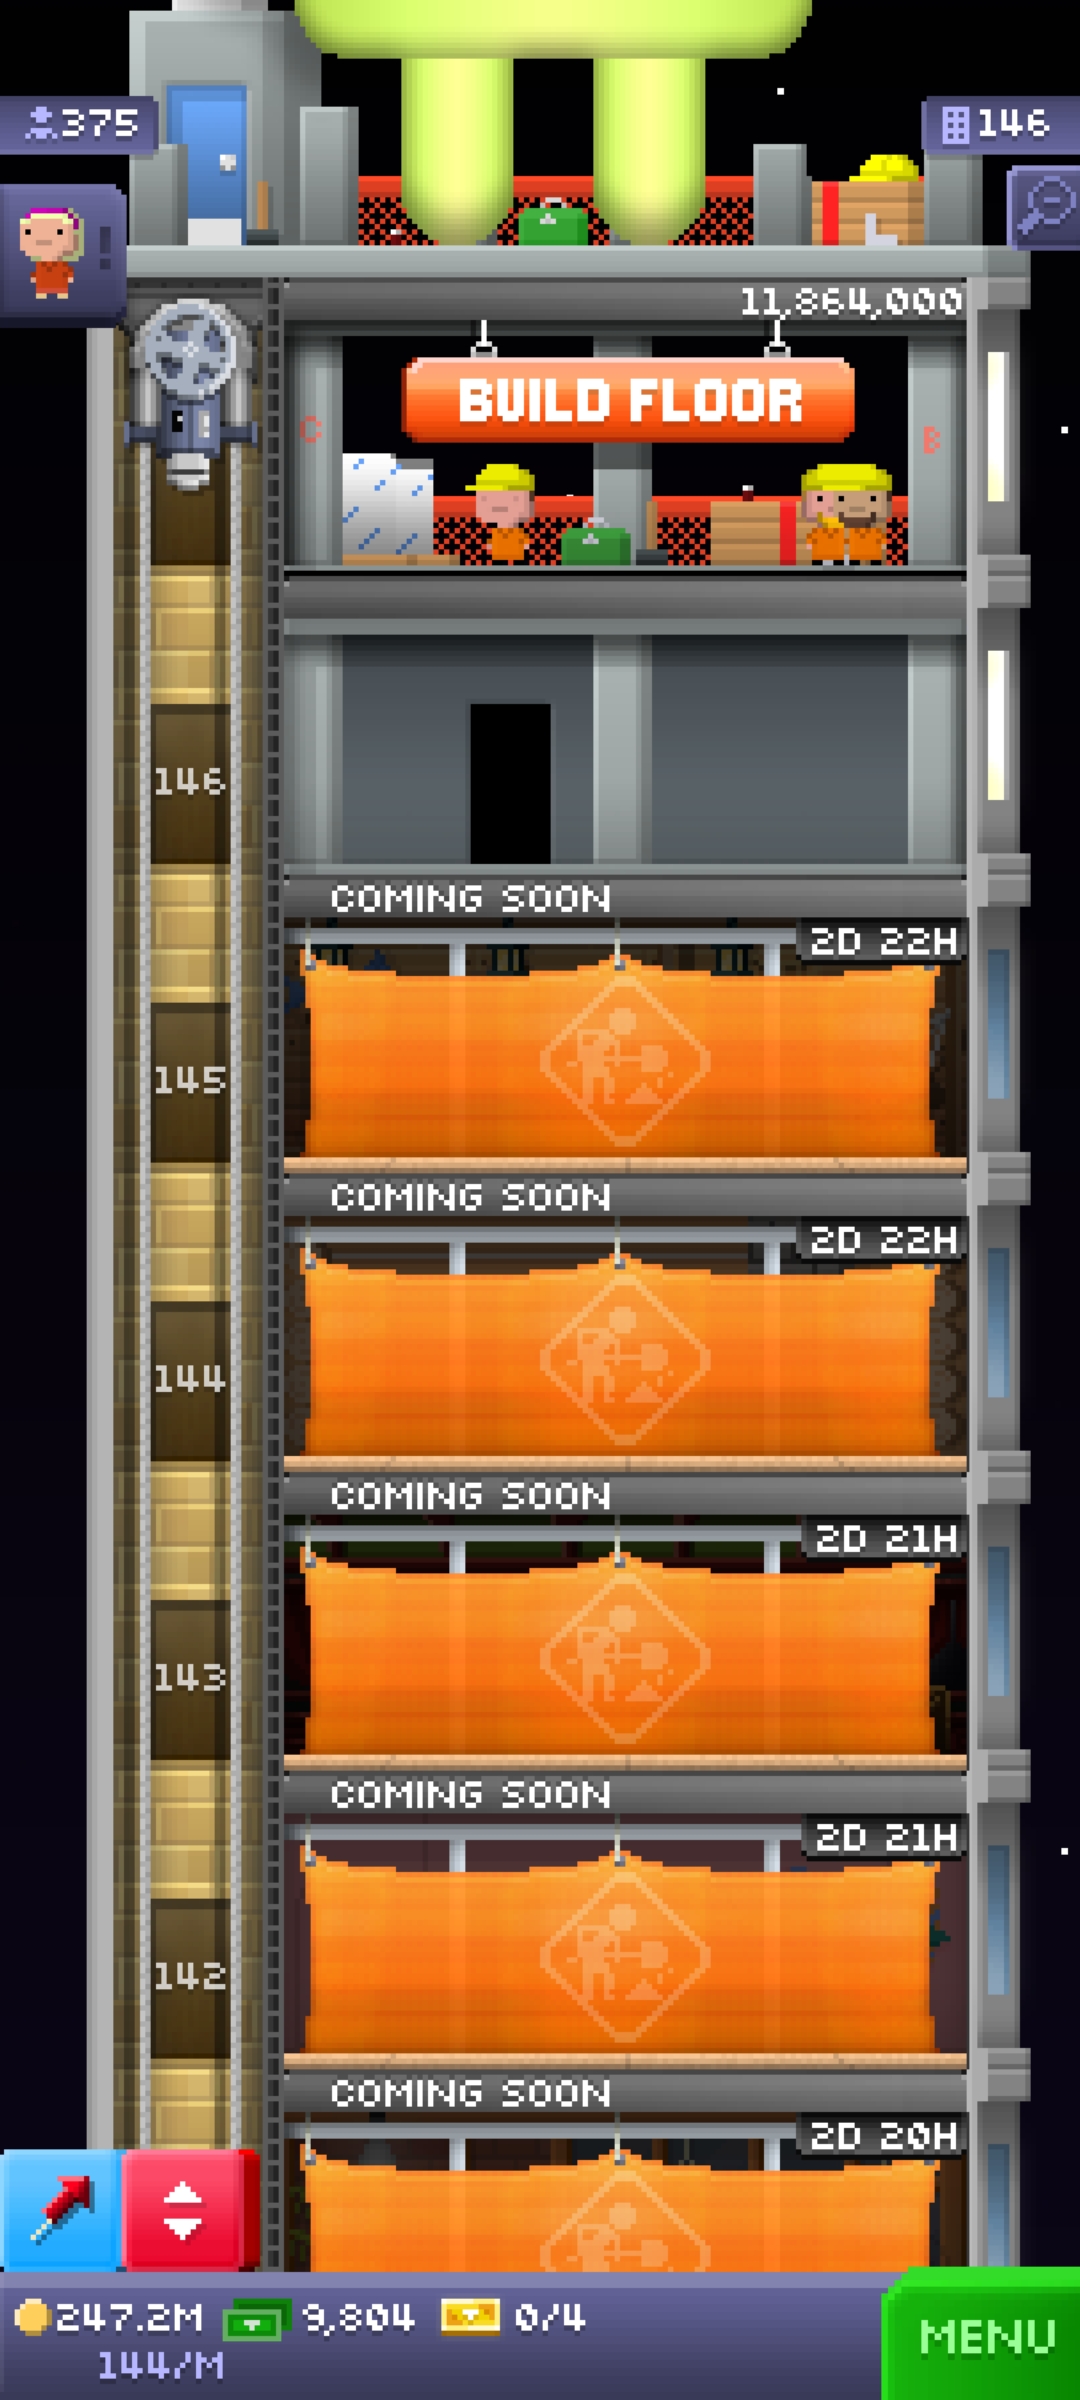 375
146
11,864,000
BUILD FLOOR
C
B
146
COMING SOON
2D 22H
145
COMING SOON
2D 22H
144
COMING SOON
2D 21H
143
COMING SOON
2D 21H
142
COMING SOON
2D 20H
247.2M 9,804 0/4
144/M
MENU